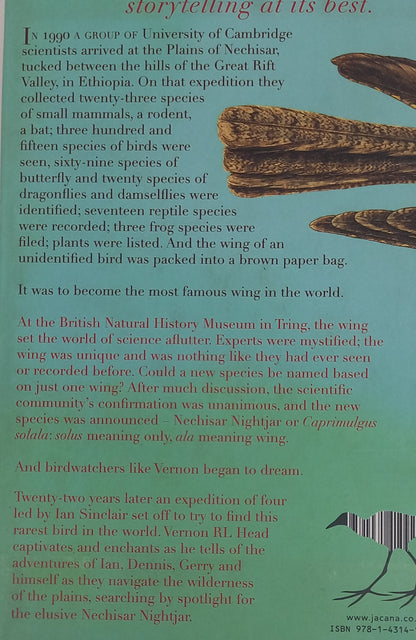 storytelling at its best.
In 1990 a group of University of Cambridge
scientists arrived at the Plains of Nechisar,
tucked between the hills of the Great Rift
Valley, in Ethiopia. On that expedition they
collected twenty-three species
of small mammals, a rodent,
a bat; three hundred and
fifteen species of birds were
seen, sixty-nine species of
butterfly and twenty species of
dragonflies and damselflies were
identified; seventeen reptile species
were recorded; three frog species were
filed; plants were listed. And the wing of an
unidentified bird was packed into a brown paper bag.
It was to become the most famous wing in the world.
At the British Natural History Museum in Tring, the wing
set the world of science aflutter. Experts were mystified; the
wing was unique and was nothing like they had ever seen
or recorded before. Could a new species be named based
on just one wing? After much discussion, the scientific
community's confirmation was unanimous, and the new
species was announced – Nechisar Nightjar or Caprimulgus
solala: solus meaning only, ala meaning wing.
And birdwatchers like Vernon began to dream.
Twenty-two years later an expedition of four
led by Ian Sinclair set off to try to find this
rarest bird in the world. Vernon RL Head
captivates and enchants as he tells of the
adventures of Ian, Dennis, Gerry and
himself as they navigate the wilderness
of the plains, searching by spotlight for
the elusive Nechisar Nightjar.
www.jacana.co
ISBN 978-1-4314-